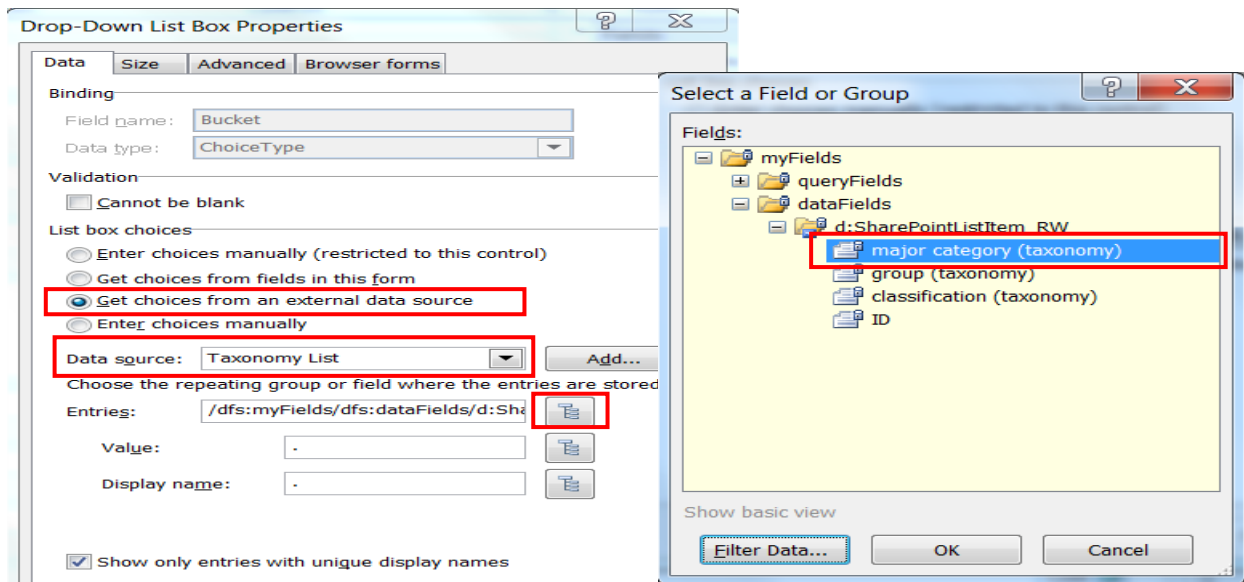 Drop-Down List Box Properties
Data Size Advanced Browser forms
Binding
Field name: Bucket
Data type: ChoiceType
Validation
Cannot be blank
List box choices
Enter choices manually (restricted to this control)
Get choices from fields in this form
Get choices from an external data source
Enter choices manually
Data source: Taxonomy List Add...
Choose the repeating group or field where the entries are stored
Entries: /dfs:myFields/dfs:dataFields/d:Sha
Value: .
Display name: .
Show only entries with unique display names
Select a Field or Group
Fields:
myFields
queryFields
dataFields
d:SharePointListItem_RW
major category (taxonomy)
group (taxonomy)
classification (taxonomy)
ID
Show basic view
Filter Data... OK Cancel